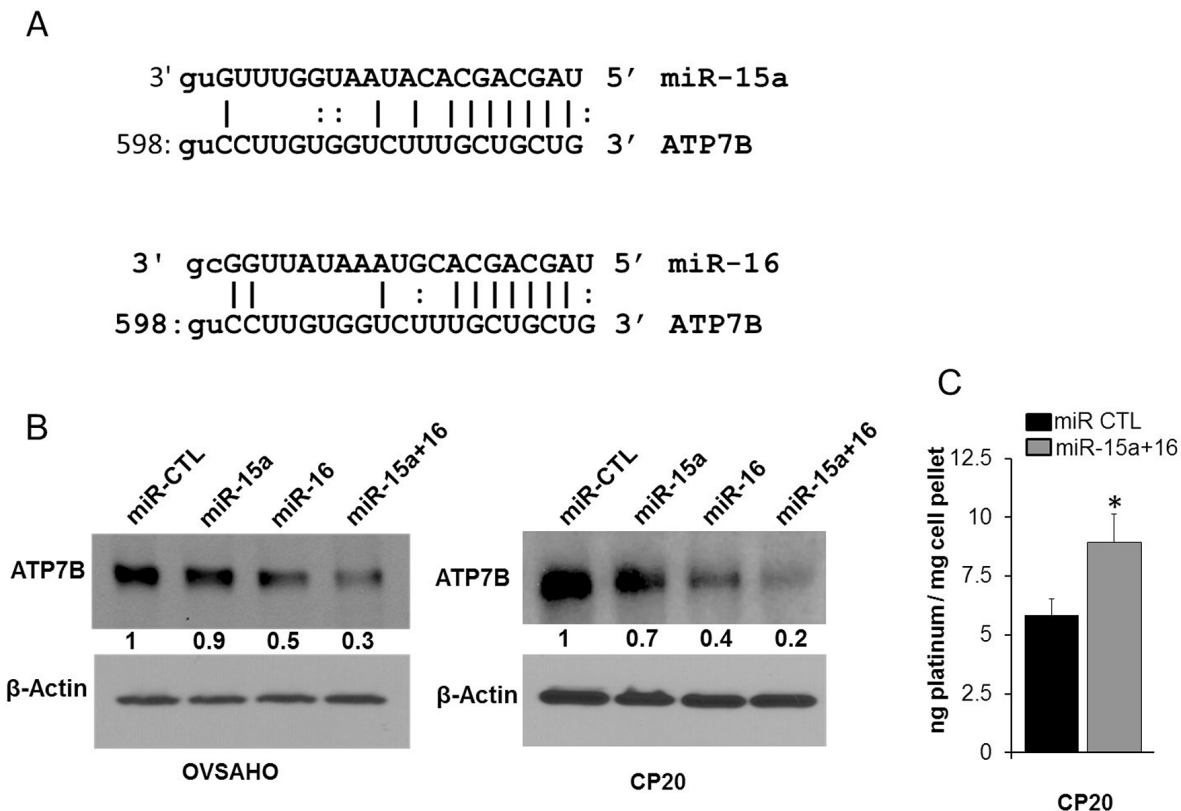 A
3' guGUUUGGUAAUACACGACGAU 5' miR-15a
| :: | | ||||||| :
598: guCCUUGUGGUCUUUGCUGCUG 3' ATP7B
3' gcGGUUAUAAAUGCACGACGAU 5' miR-16
|| | : ||||||| :
598:guCCUUGUGGUCUUUGCUGCUG 3' ATP7B
B
miR-CTL miR-15a miR-16 miR-15a+16
ATP7B
1 0.9 0.5 0.3
β-Actin
OVSAHO
miR-CTL miR-15a miR-16 miR-15a+16
ATP7B
1 0.7 0.4 0.2
β-Actin
CP20
C
miR CTL
miR-15a+16
ng platinum / mg cell pellet
12.5
10
7.5
5
2.5
0
*
CP20